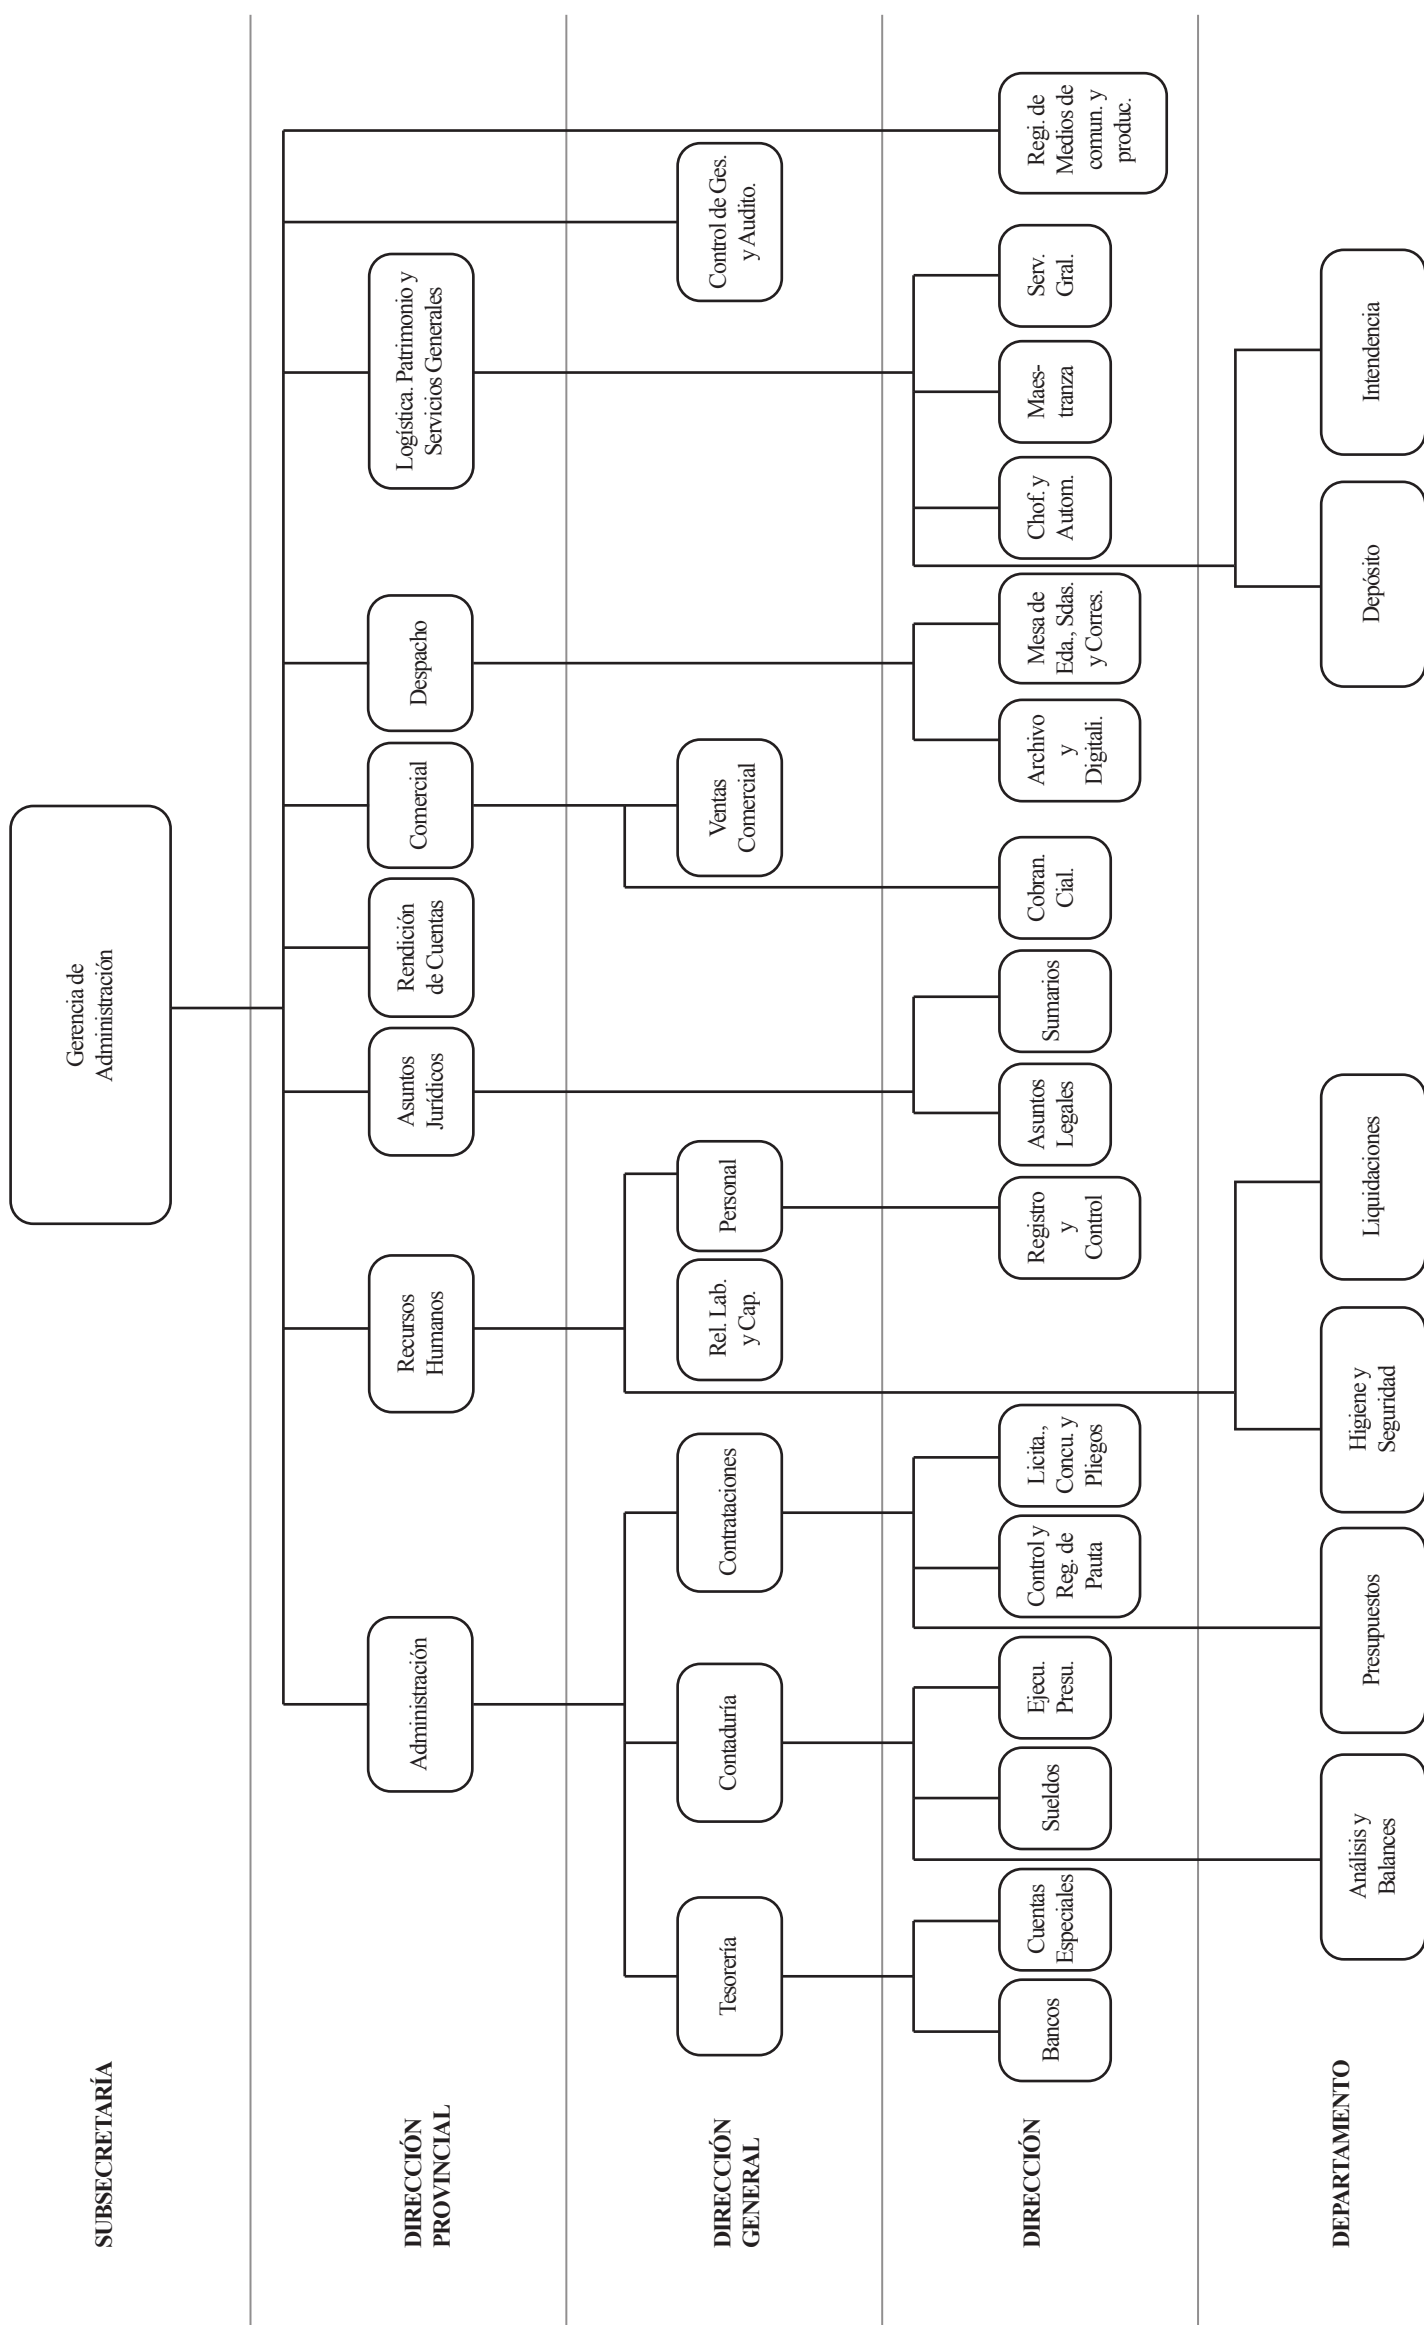 SUBSECRETARÍA
Gerencia de
Administración
DIRECCIÓN
PROVINCIAL
Administración
Recursos
Humanos
Asuntos
Jurídicos
Rendición
de Cuentas
Comercial
Despacho
Logística. Patrimonio y
Servicios Generales
DIRECCIÓN
GENERAL
Tesorería
Contaduría
Contrataciones
Rel. Lab.
y Cap.
Personal
Ventas
Comercial
Control de Ges.
y Audito.
DIRECCIÓN
Bancos
Cuentas
Especiales
Sueldos
Ejecu.
Presu.
Control y
Reg. de
Pauta
Licita.,
Concu. y
Pliegos
Registro
y
Control
Asuntos
Legales
Sumarios
Cobran.
Cial.
Archivo
y
Digitali.
Mesa de
Eda., Sdas.
y Corres.
Chof. y
Autom.
Maes-
tranza
Serv.
Gral.
Regi. de
Medios de
comun. y
produc.
DEPARTAMENTO
Análisis y
Balances
Presupuestos
Higiene y
Seguridad
Liquidaciones
Depósito
Intendencia